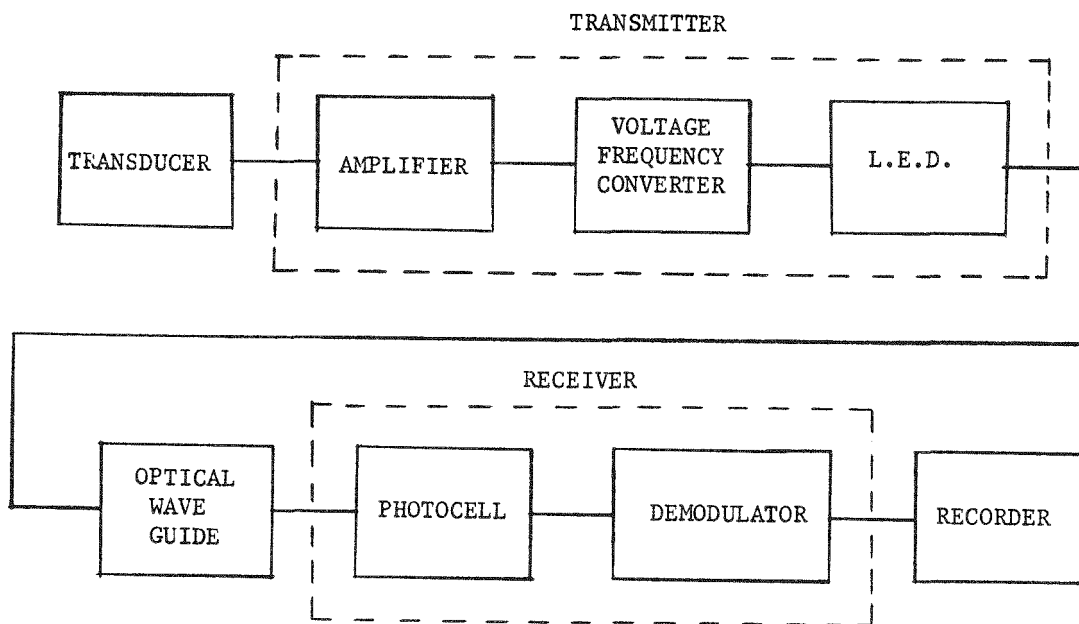 TRANSMITTER
TRANSDUCER
AMPLIFIER
VOLTAGE
FREQUENCY
CONVERTER
L.E.D.
RECEIVER
OPTICAL
WAVE
GUIDE
PHOTOCELL
DEMODULATOR
RECORDER